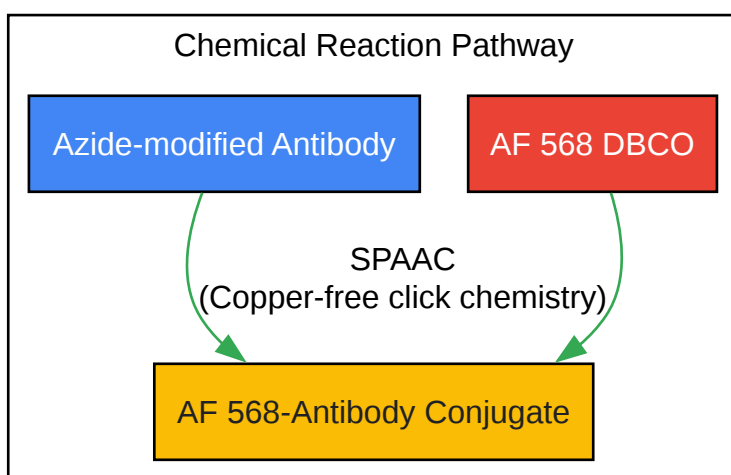 Chemical Reaction Pathway
Azide-modified Antibody
AF 568 DBCO
SPAAC
(Copper-free click chemistry)
AF 568-Antibody Conjugate